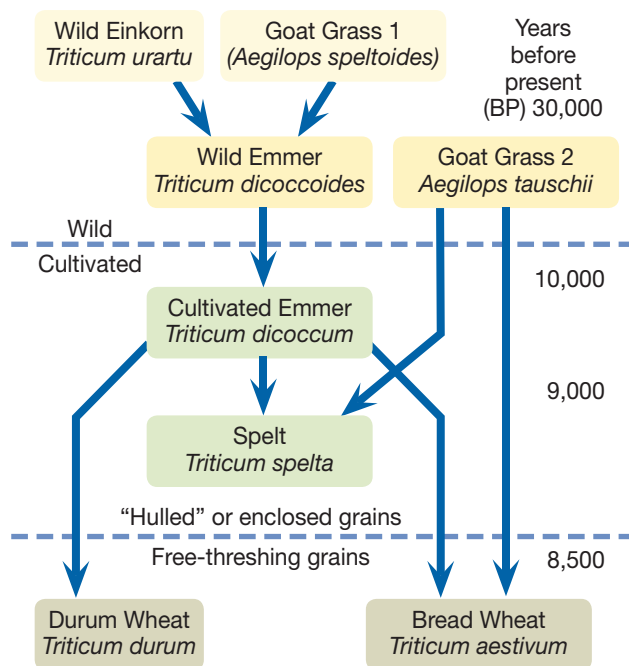 Wild Einkorn
Triticum urartu
Goat Grass 1
(Aegilops speltoides)
Years
before
present
(BP) 30,000
Wild Emmer
Triticum dicoccoides
Goat Grass 2
Aegilops tauschii
Wild
Cultivated
10,000
Cultivated Emmer
Triticum dicoccum
9,000
Spelt
Triticum spelta
“Hulled” or enclosed grains
Free-threshing grains
8,500
Durum Wheat
Triticum durum
Bread Wheat
Triticum aestivum